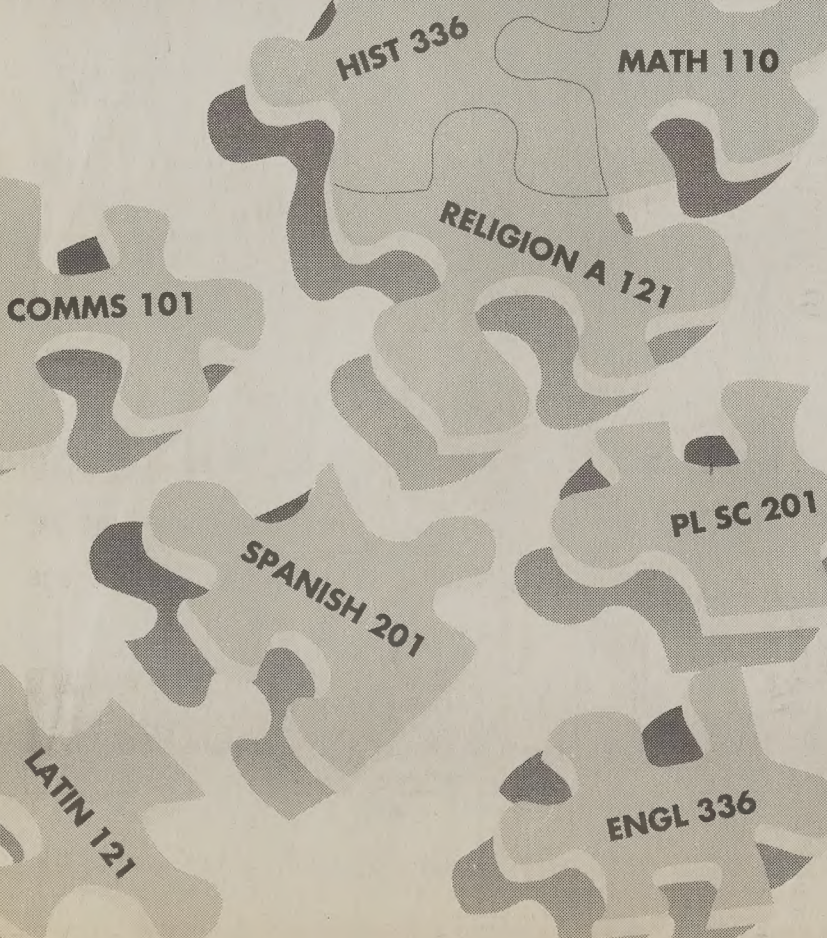 HIST 336
MATH 110
RELIGION A 121
COMMS 101
PL SC 201
SPANISH 201
LATIN 121
ENGL 336